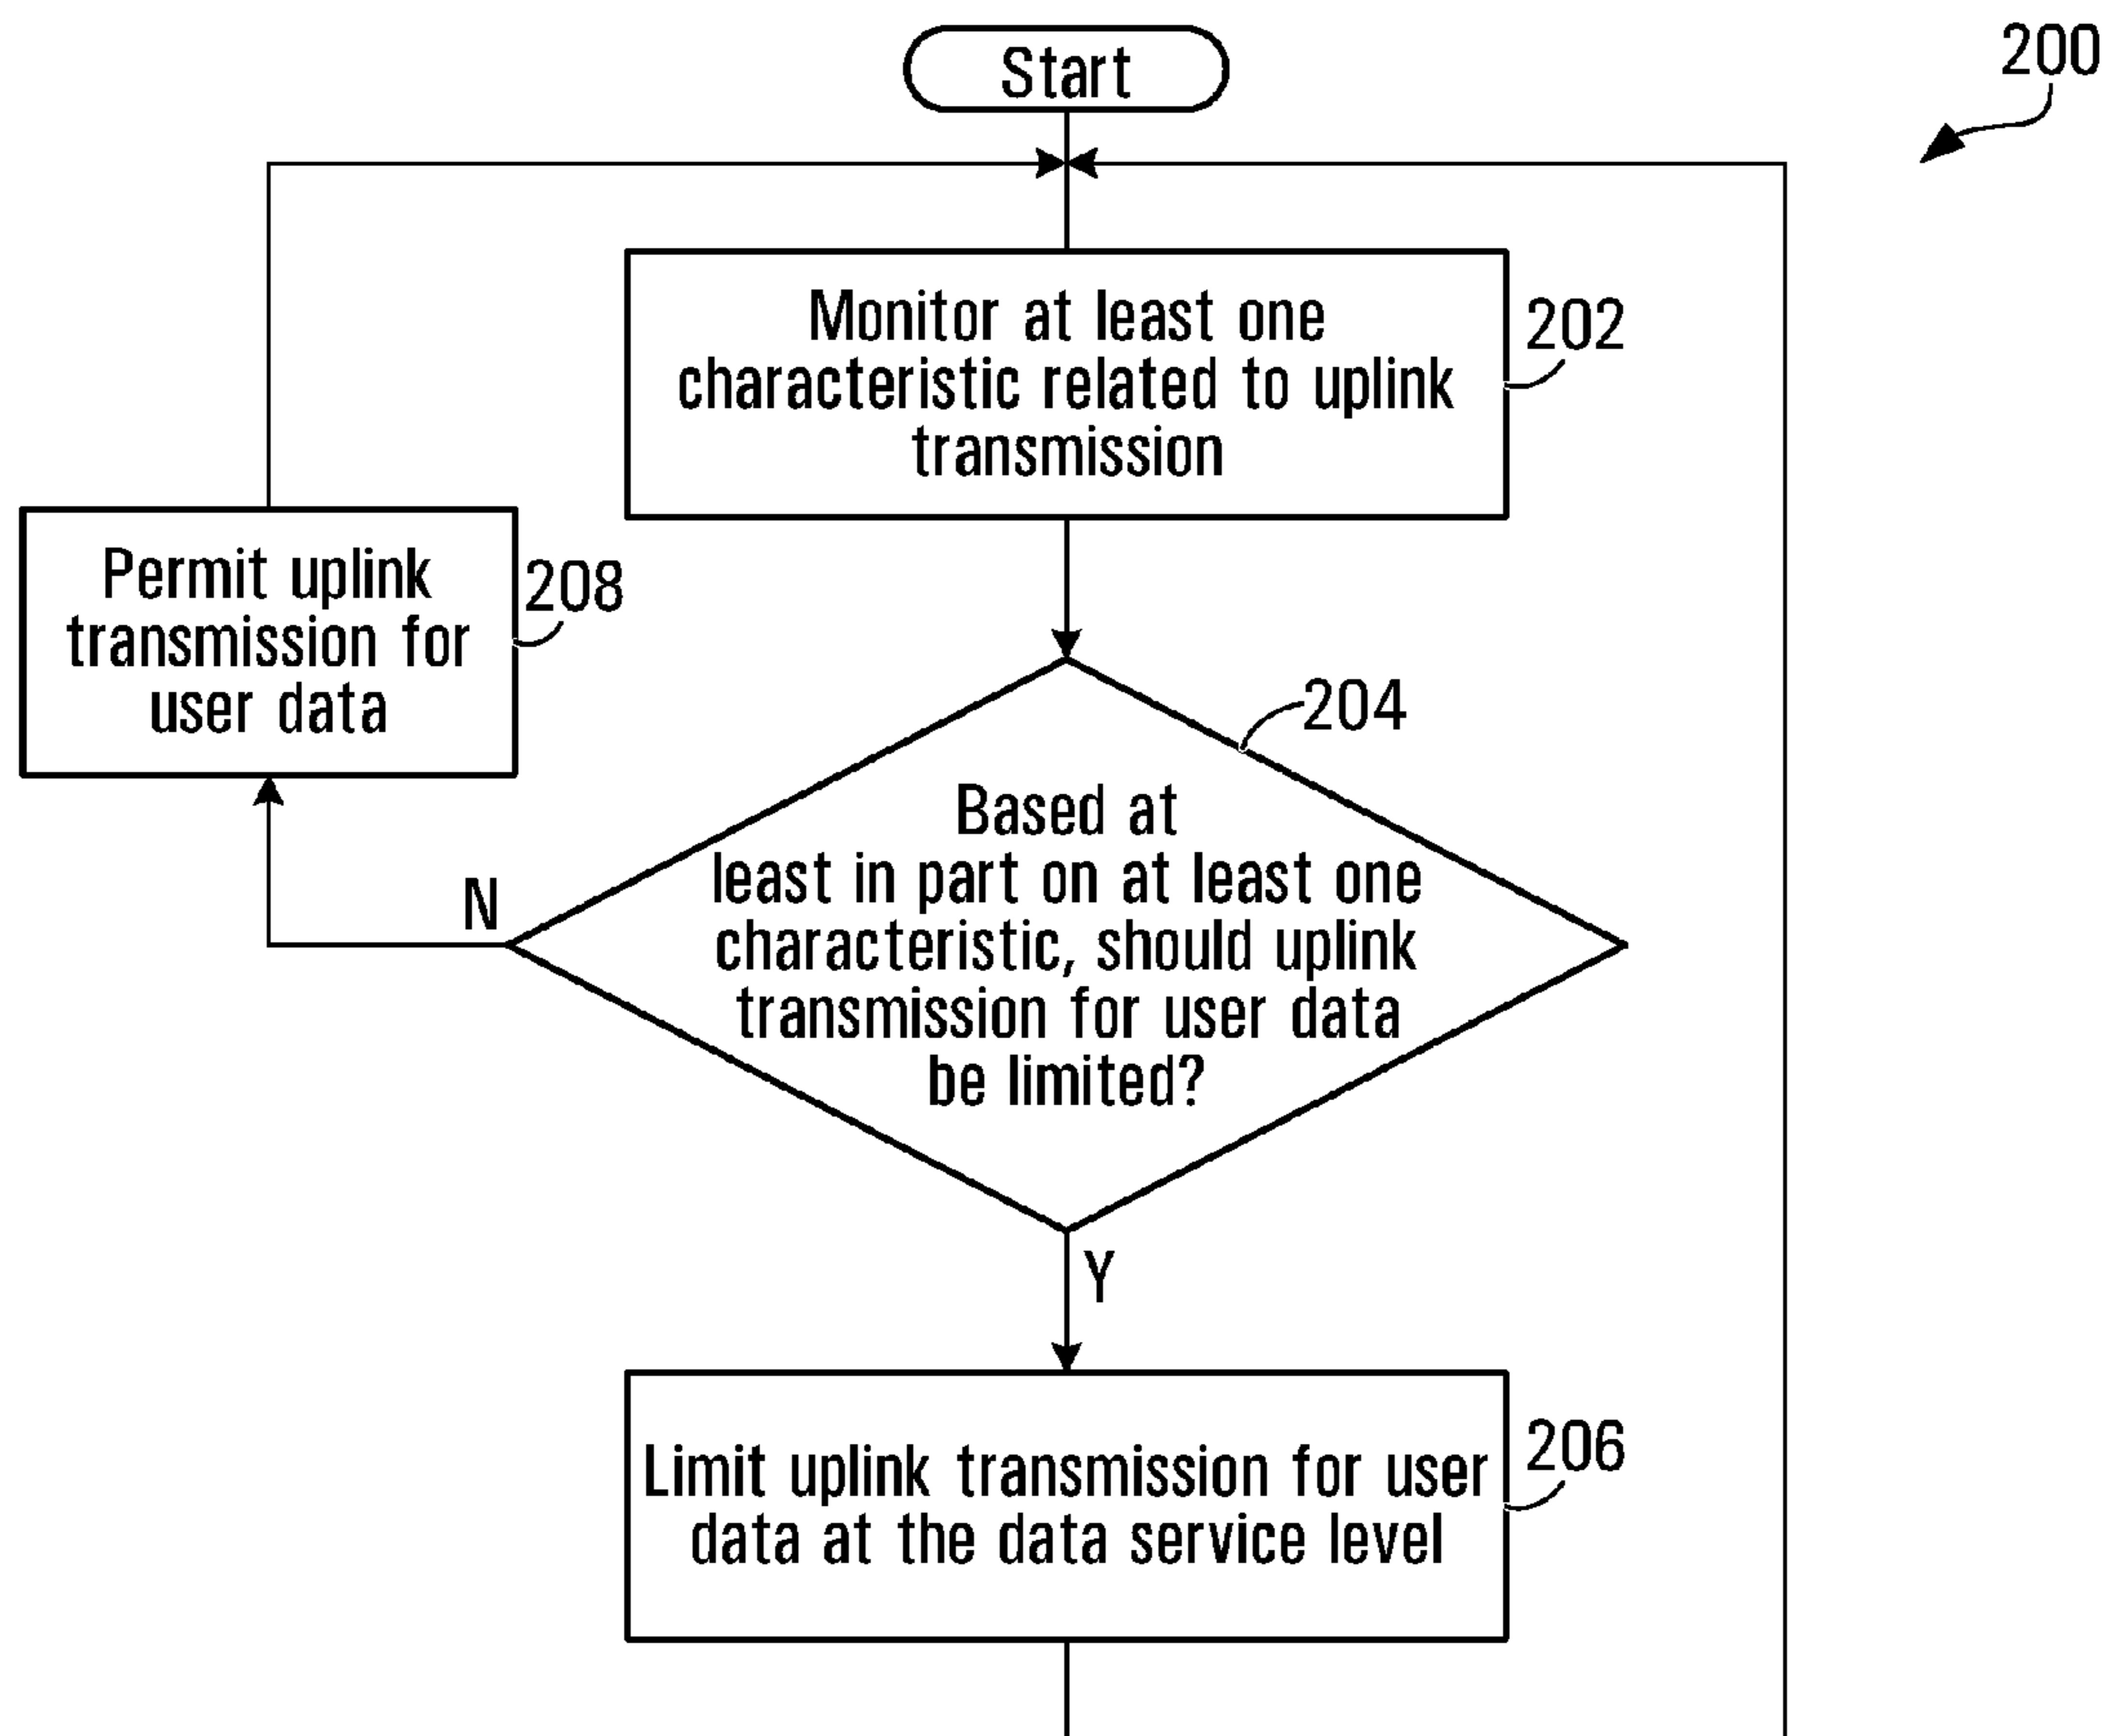 Start
200
Monitor at least one
characteristic related to uplink
transmission
202
Permit uplink
transmission for
user data
208
204
Based at
least in part on at least one
characteristic, should uplink
transmission for user data
be limited?
N
Y
Limit uplink transmission for user
data at the data service level
206